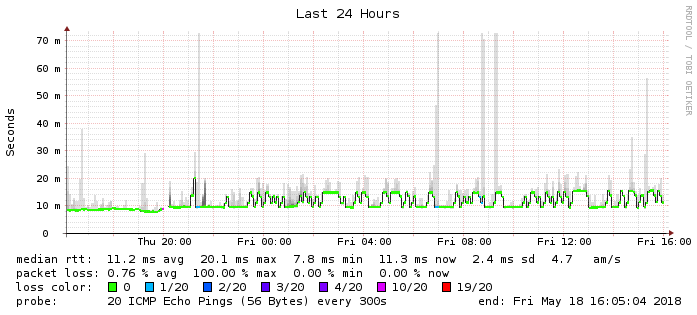 Last 24 Hours
RRDTOOL / TOBI OETIKER
Seconds
70 m
60 m
50 m
40 m
30 m
20 m
10 m
0
Thu 20:00 Fri 00:00 Fri 04:00 Fri 08:00 Fri 12:00 Fri 16:00
median rtt: 11.2 ms avg 20.1 ms max 7.8 ms min 11.3 ms now 2.4 ms sd 4.7 am/s
packet loss: 0.76 % avg 100.00 % max 0.00 % min 0.00 % now
loss color: 0 1/20 2/20 3/20 4/20 10/20 19/20
probe: 20 ICMP Echo Pings (56 Bytes) every 300s end: Fri May 18 16:05:04 2018